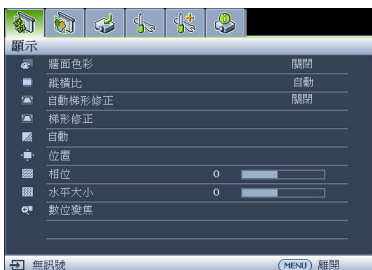 顯示
牆面色彩 關閉
縱橫比 自動
自動梯形修正 關閉
梯形修正
自動
位置
相位 0
水平大小 0
數位變焦
無訊號 MENU 離開